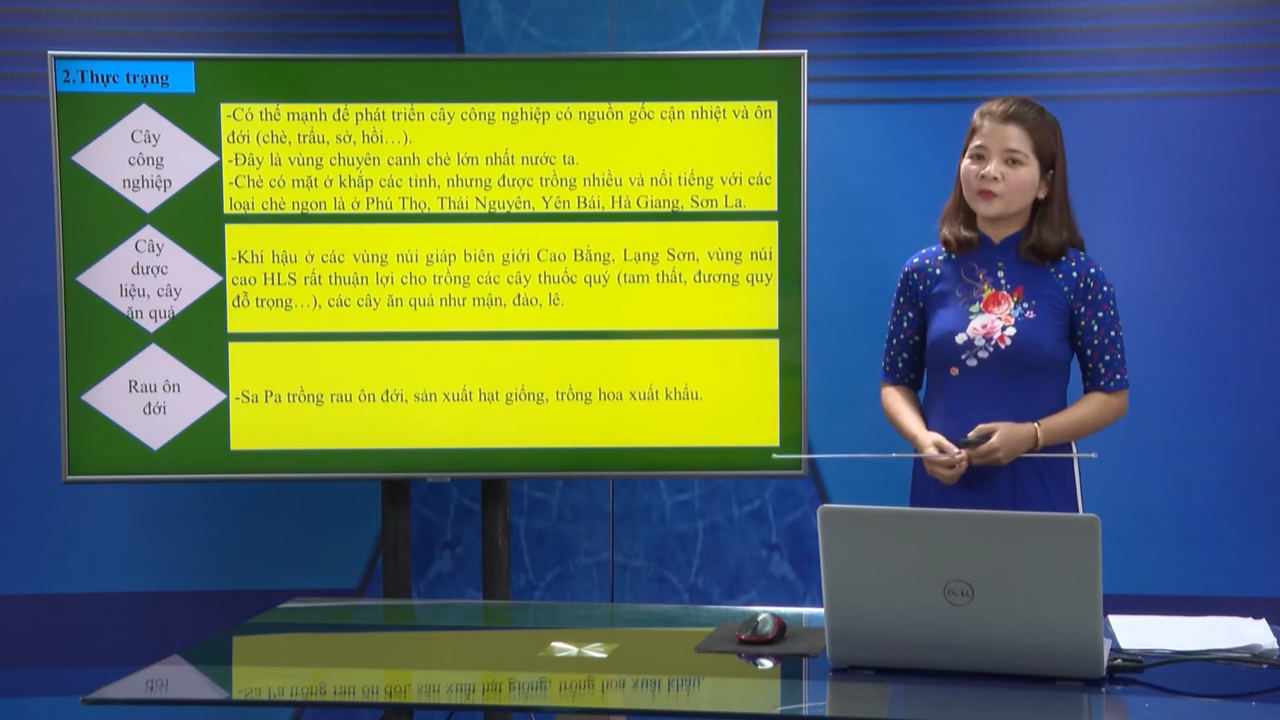 2.Thực trạng
Cây
công
nghiệp
-Có thế mạnh để phát triển cây công nghiệp có nguồn gốc cận nhiệt và ôn
đới (chè, trầu, sở, hồi…).
-Đây là vùng chuyên canh chè lớn nhất nước ta.
-Chè có mặt ở khắp các tỉnh, nhưng được trồng nhiều và nổi tiếng với các
loại chè ngon là ở Phú Thọ, Thái Nguyên, Yên Bái, Hà Giang, Sơn La.
Cây
dược
liệu, cây
ăn quả
-Khí hậu ở các vùng núi giáp biên giới Cao Bằng, Lạng Sơn, vùng núi
cao HLS rất thuận lợi cho trồng các cây thuốc quý (tam thất, đương quy
đỗ trọng…), các cây ăn quả như mận, đào, lê.
Rau ôn
đới
-Sa Pa trồng rau ôn đới, sản xuất hạt giống, trồng hoa xuất khẩu.
DELL